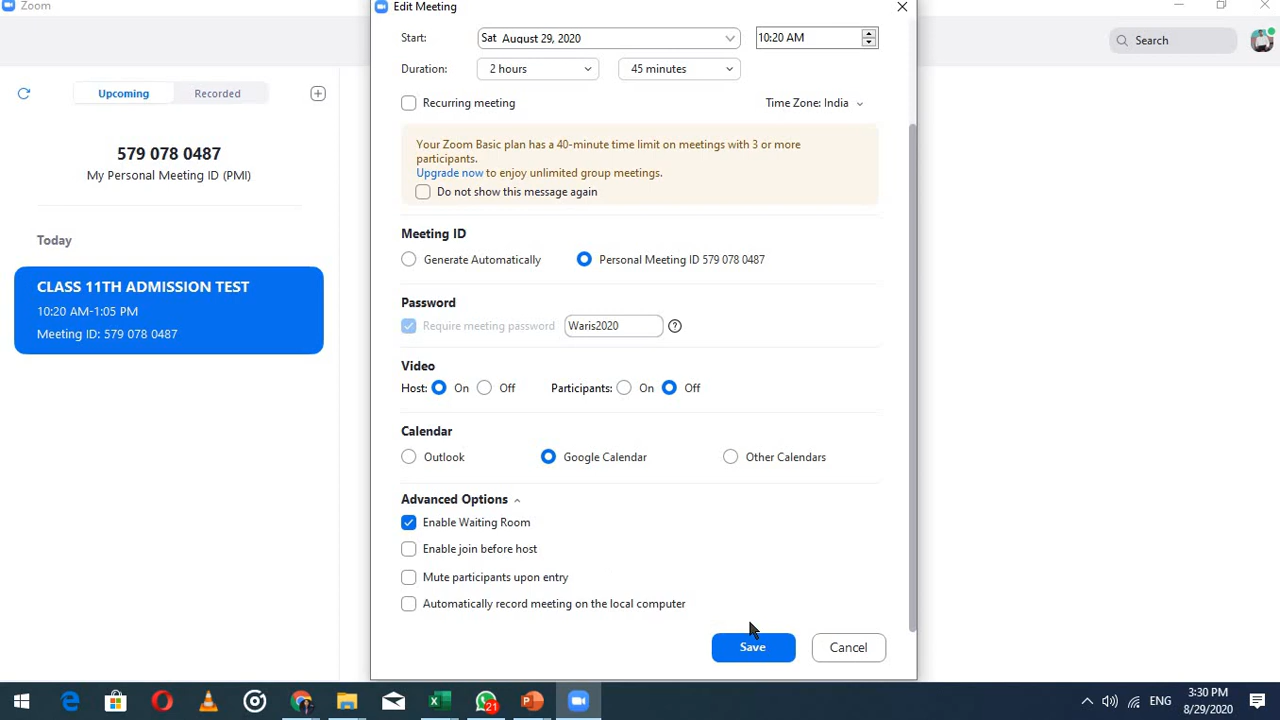 Zoom
Edit Meeting
Start:
Sat August 29, 2020
10:20 AM
Search
Duration:
2 hours
45 minutes
Upcoming
Recorded
Recurring meeting
Time Zone: India
579 078 0487
My Personal Meeting ID (PMI)
Your Zoom Basic plan has a 40-minute time limit on meetings with 3 or more
participants.
Upgrade now to enjoy unlimited group meetings.
Do not show this message again
Today
Meeting ID
Generate Automatically
Personal Meeting ID 579 078 0487
CLASS 11TH ADMISSION TEST
10:20 AM-1:05 PM
Meeting ID: 579 078 0487
Password
Require meeting password
Waris2020
?
Video
Host:
On
Off
Participants:
On
Off
Calendar
Outlook
Google Calendar
Other Calendars
Advanced Options
Enable Waiting Room
Enable join before host
Mute participants upon entry
Automatically record meeting on the local computer
Save
Cancel
21
ENG
3:30 PM
8/29/2020